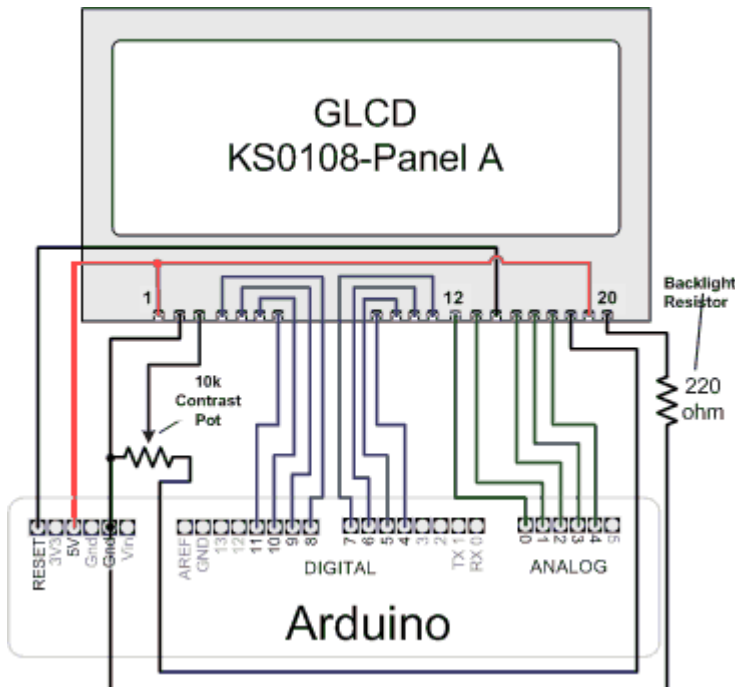 GLCD
KS0108-Panel A
1
12
20
Backlight
Resistor
10k
Contrast
Pot
220
ohm
RESET
3V3
5V
Gnd
Gnd
Vin
AREF
GND
13
12
11
10
9
8
7
6
5
4
3
2
TX 1
RX 0
0
1
2
3
4
5
DIGITAL
ANALOG
Arduino